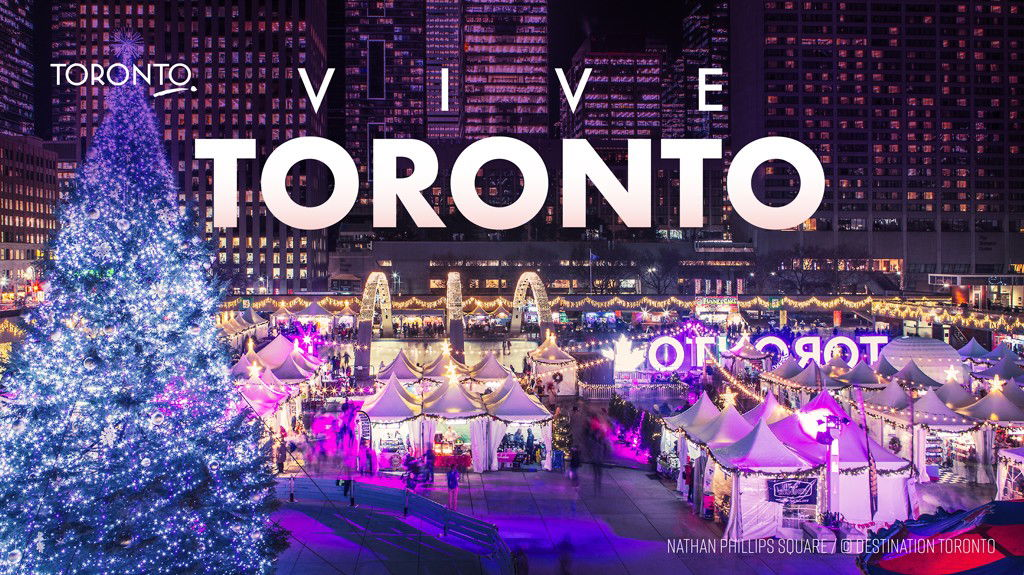 TORONTO
VIVE
TORONTO
TORONTO
NATHAN PHILLIPS SQUARE / © DESTINATION TORONTO